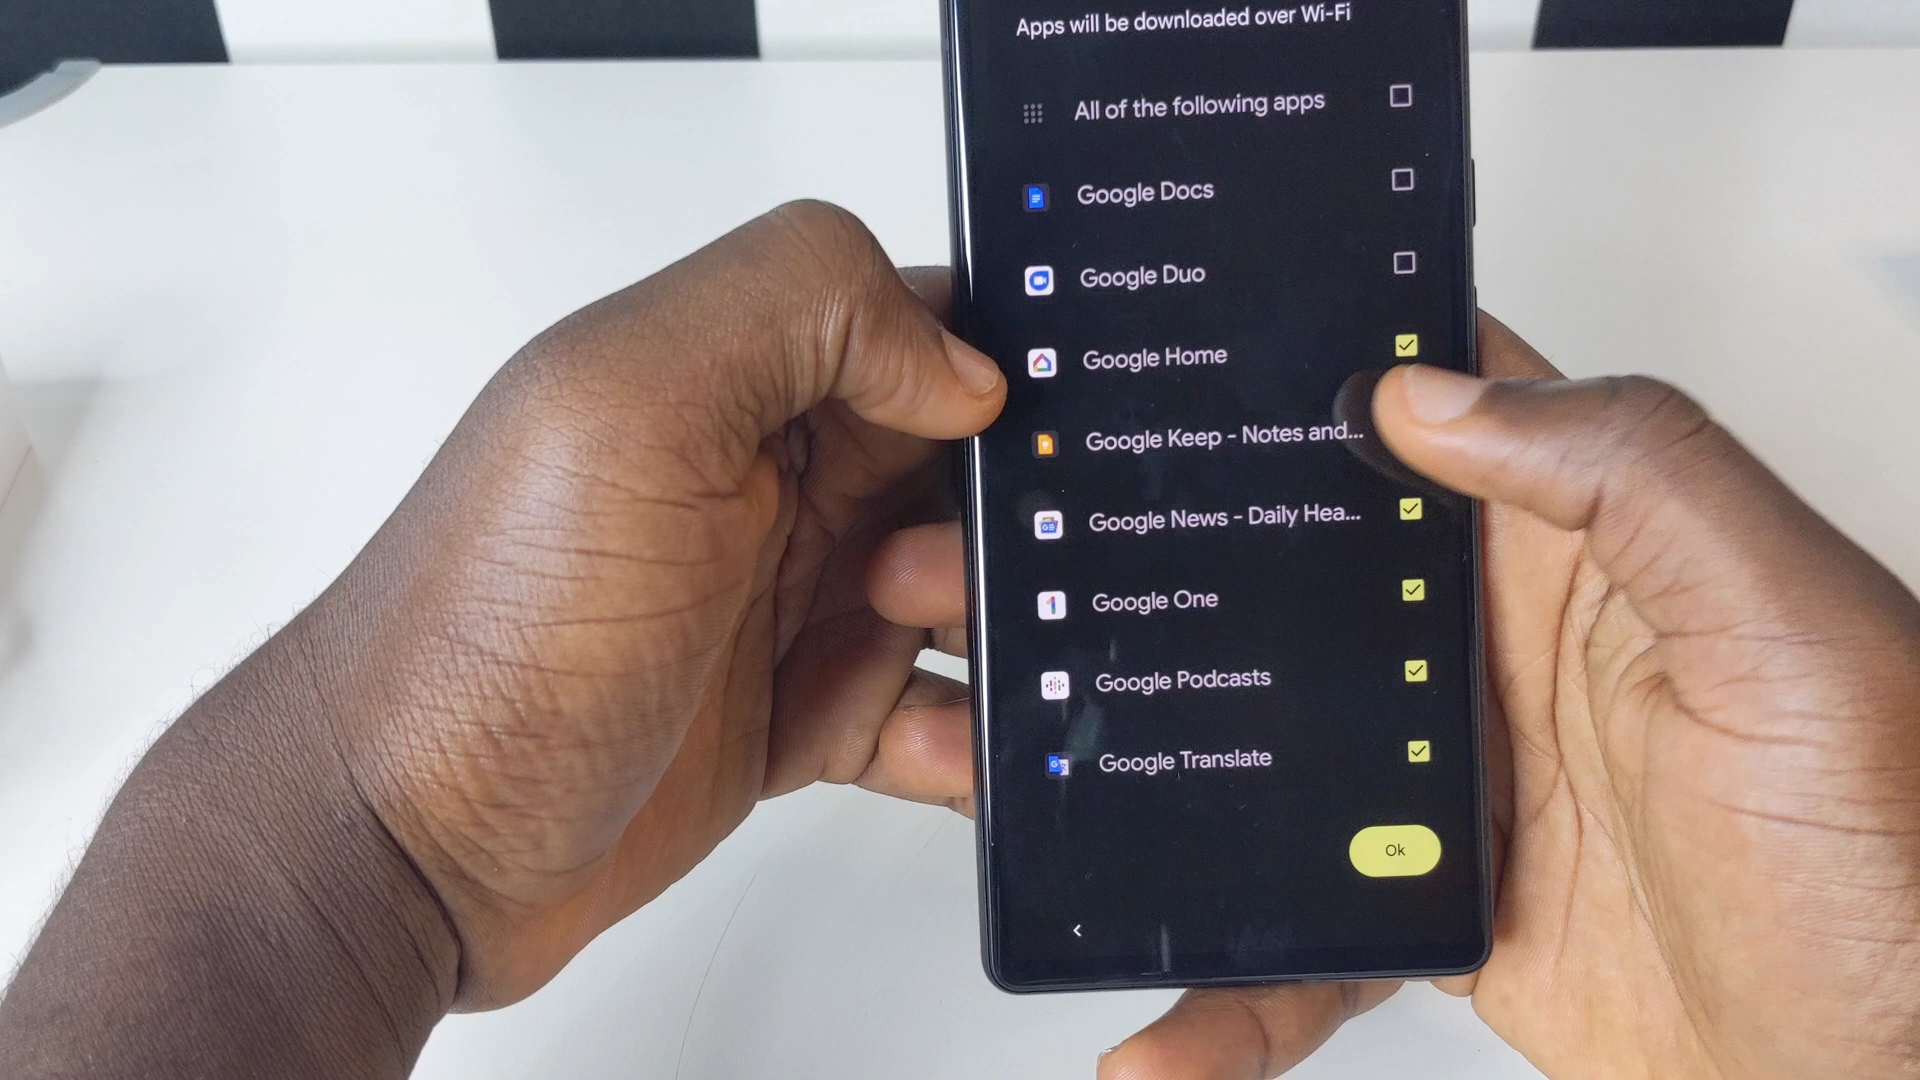 Apps will be downloaded over Wi-Fi
All of the following apps
Google Docs
Google Duo
Google Home
Google Keep - Notes and...
Google News - Daily Hea...
Google One
Google Podcasts
Google Translate
Ok